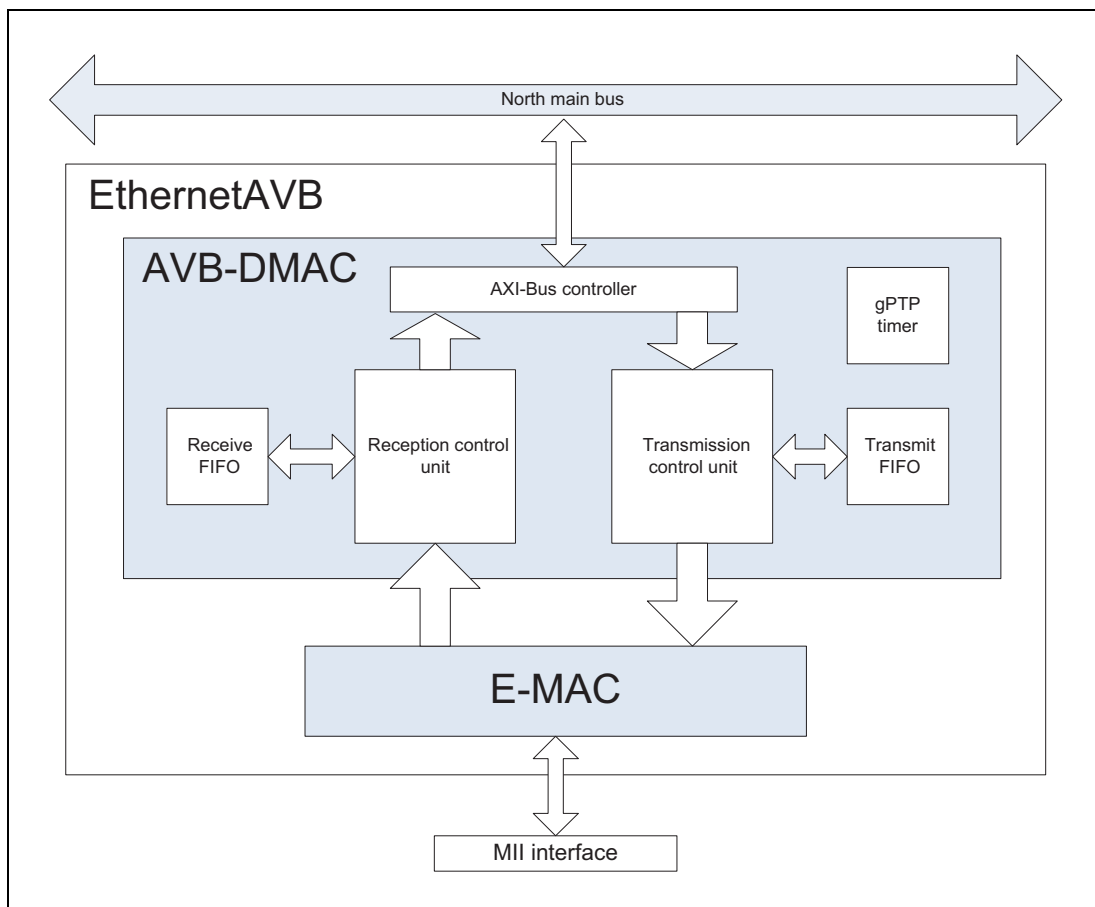 North main bus
EthernetAVB
AVB-DMAC
AXI-Bus controller
gPTP
timer
Receive
FIFO
Reception control
unit
Transmission
control unit
Transmit
FIFO
E-MAC
MII interface